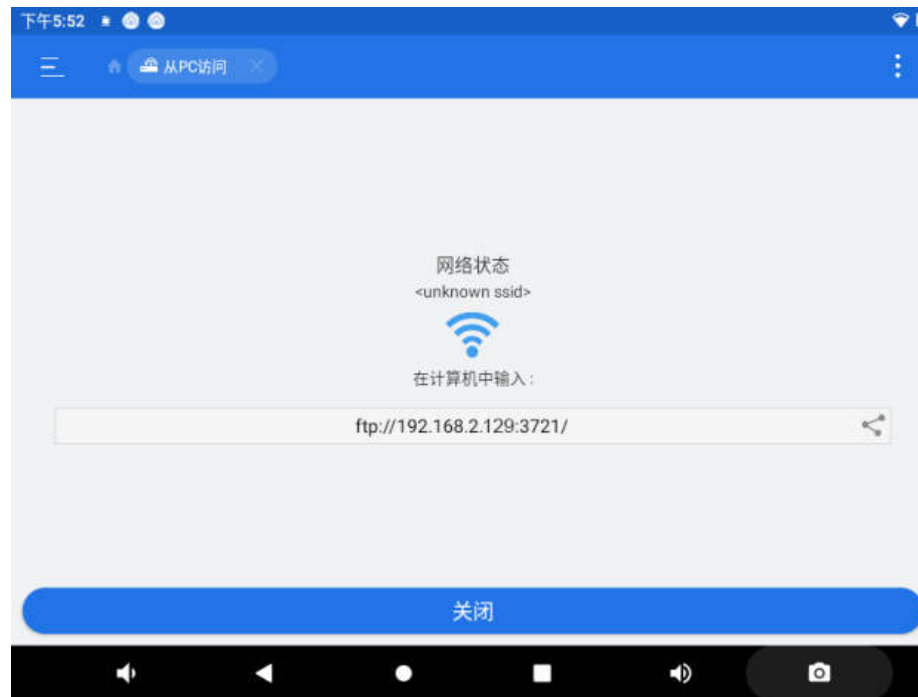 下午5:52
从PC访问
网络状态
<unknown ssid>
在计算机中输入:
ftp://192.168.2.129:3721/
关闭